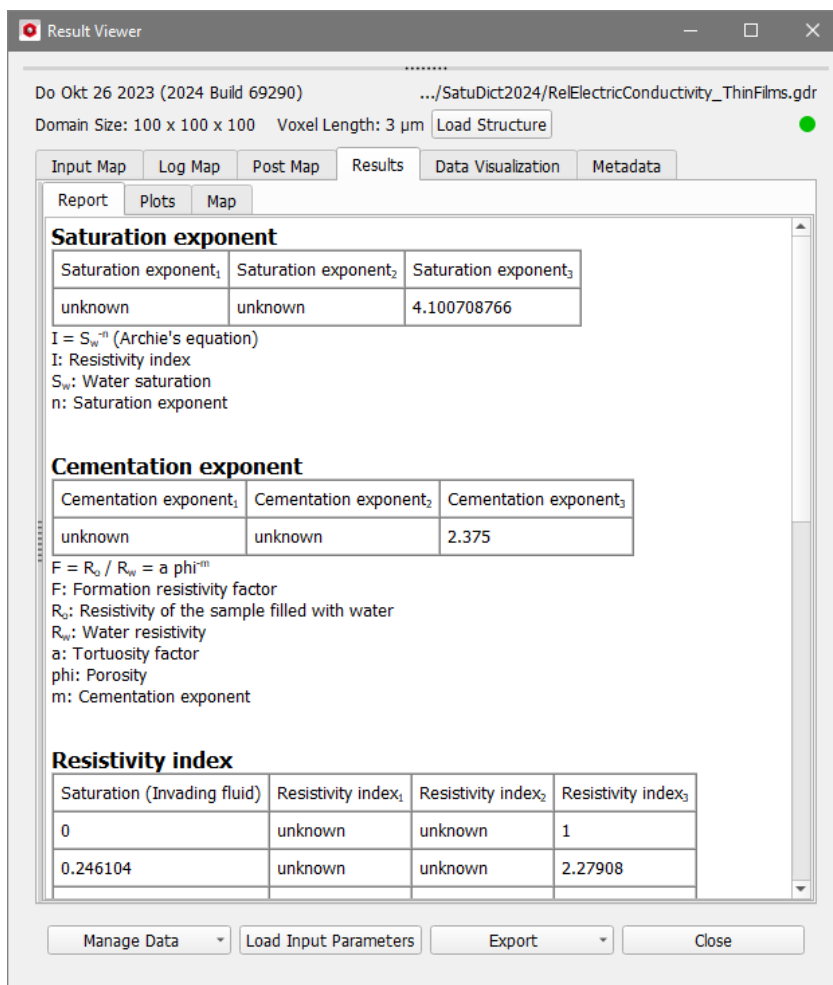 Result Viewer
Do Okt 26 2023 (2024 Build 69290) .../SatuDict2024/RelElectricConductivity_ThinFilms.gdr
Domain Size: 100 x 100 x 100 Voxel Length: 3 µm Load Structure
Input Map Log Map Post Map Results Data Visualization Metadata
Report Plots Map
Saturation exponent
Saturation exponent₁ Saturation exponent₂ Saturation exponent₃
unknown unknown 4.100708766
I = Sw⁻ⁿ (Archie's equation)
I: Resistivity index
Sw: Water saturation
n: Saturation exponent
Cementation exponent
Cementation exponent₁ Cementation exponent₂ Cementation exponent₃
unknown unknown 2.375
F = Rₒ / Rw = a phi⁻ᵐ
F: Formation resistivity factor
Rₒ: Resistivity of the sample filled with water
Rw: Water resistivity
a: Tortuosity factor
phi: Porosity
m: Cementation exponent
Resistivity index
Saturation (Invading fluid) Resistivity index₁ Resistivity index₂ Resistivity index₃
0 unknown unknown 1
0.246104 unknown unknown 2.27908
Manage Data Load Input Parameters Export Close